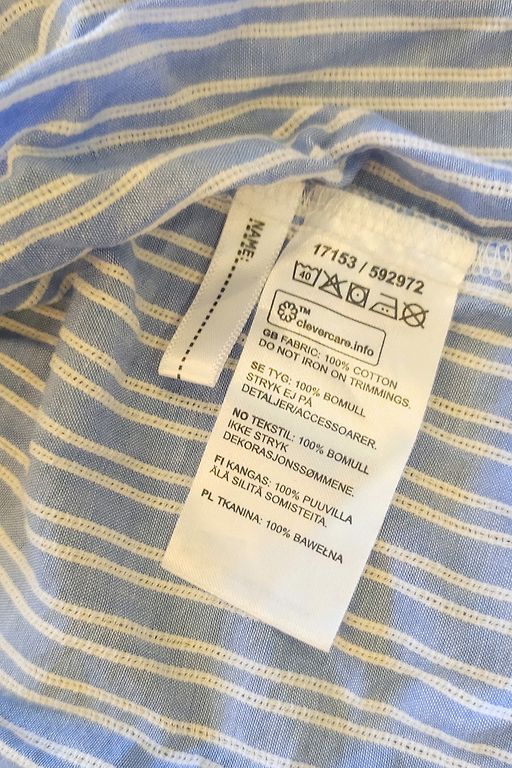 NAME:
17153 / 592972
40
TM
clevercare.info
GB FABRIC: 100% COTTON
DO NOT IRON ON TRIMMINGS.
SE TYG: 100% BOMULL
STRYK EJ PÅ
DETALJER/ACCESSOARER.
NO TEKSTIL: 100% BOMULL
IKKE STRYK
DEKORASJONSSØMMENE.
FI KANGAS: 100% PUUVILLA
ÄLÄ SILITÄ SOMISTEITA.
PL TKANINA: 100% BAWEŁNA